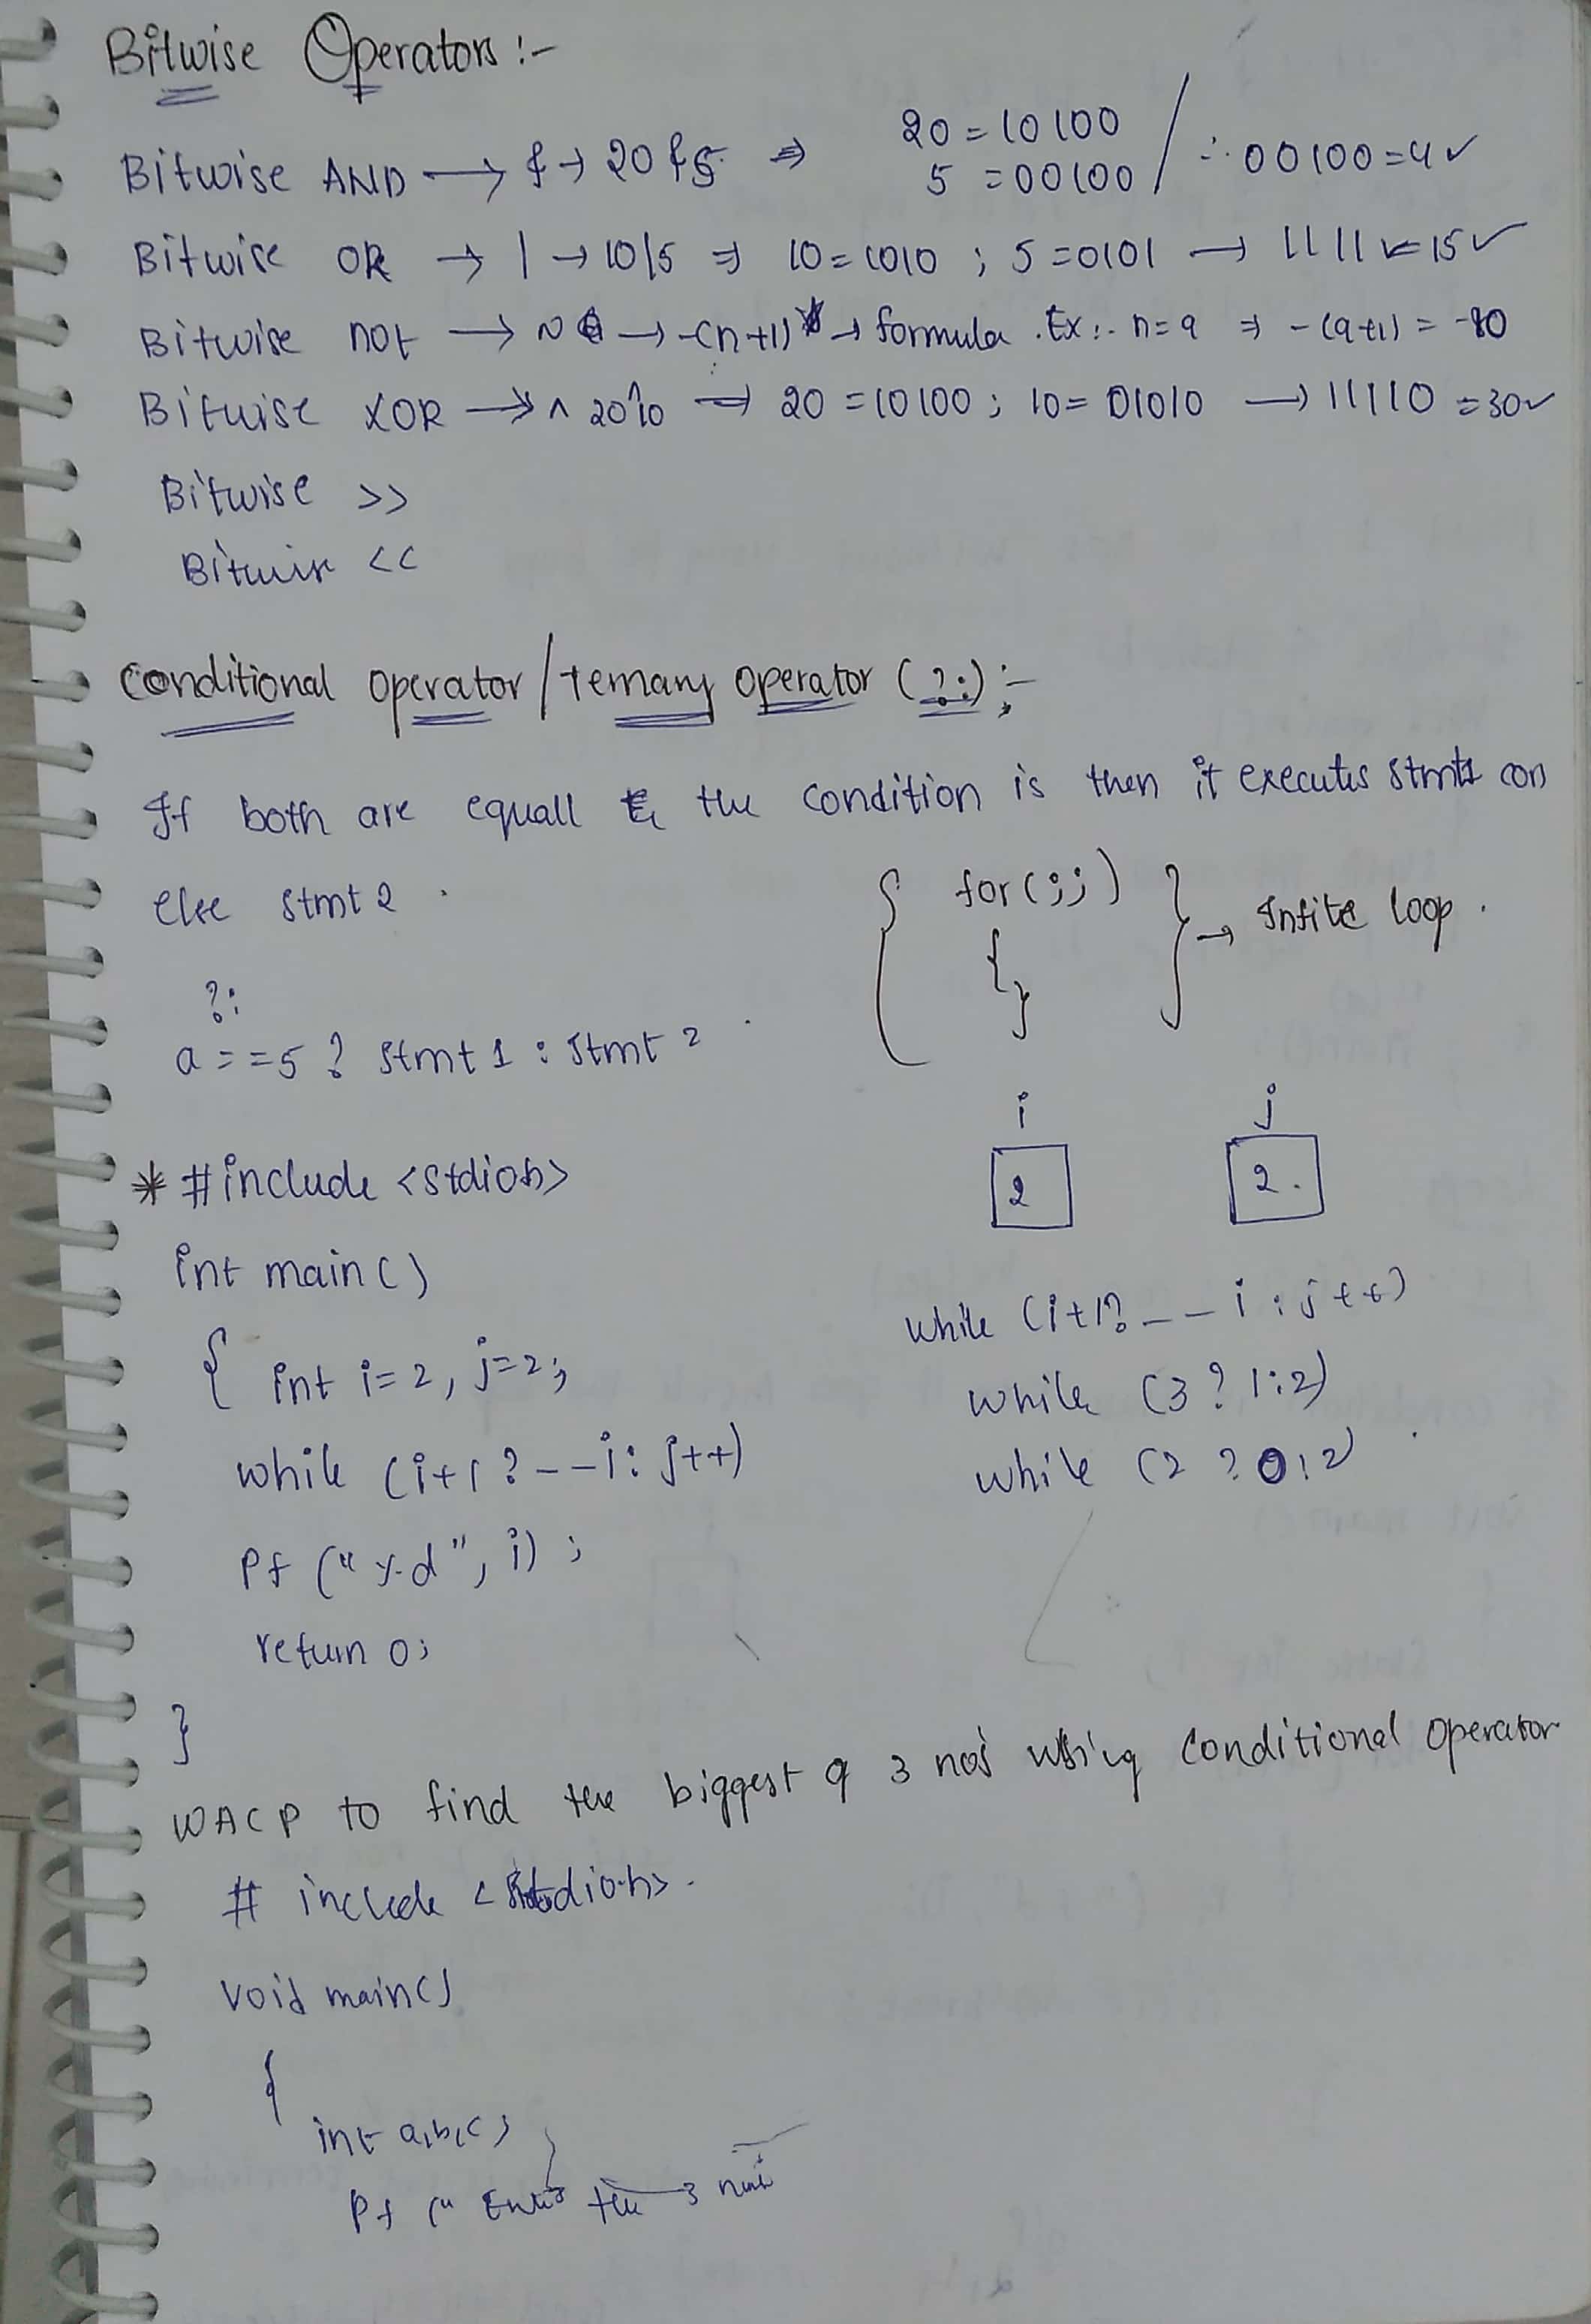 Bitwise Operators :-
Bitwise AND → & → 20 & 5 ⇒ 20 = 10100 / ∴ 00100 = 4 ✓
5 = 00100
Bitwise OR → | → 10|5 ⇒ 10 = 1010 ; 5 = 0101 → 1111 = 15 ✓
Bitwise not → ~ → -(n+1) → formula . Ex :- n=9 ⇒ -(9+1) = -10
Bitwise XOR → ^ 20^10 → 20 = 10100 ; 10 = 01010 → 11110 = 30 ✓
Bitwise >>
Bitwise <<
Conditional operator / ternary operator (?:) :-
If both are equall & the condition is then it executes stmt1 con
else stmt 2 .
{ for(;;) } → Infite loop .
{
}
?:
a == 5 ? stmt 1 : stmt 2
i j
2 2.
* #include <stdioh>
int main()
{ int i=2, j=2;
while (i+1 ? --i : j++)
Pf ("%d", i) ;
return 0;
}
while (i+1? --i : j++)
while (3 ? 1:2)
while (2 ? 0:2)
WACP to find the biggest of 3 no's using Conditional operator
# include <stdio.h>.
void main()
{
int a,b,c;
Pf (" Enter the 3